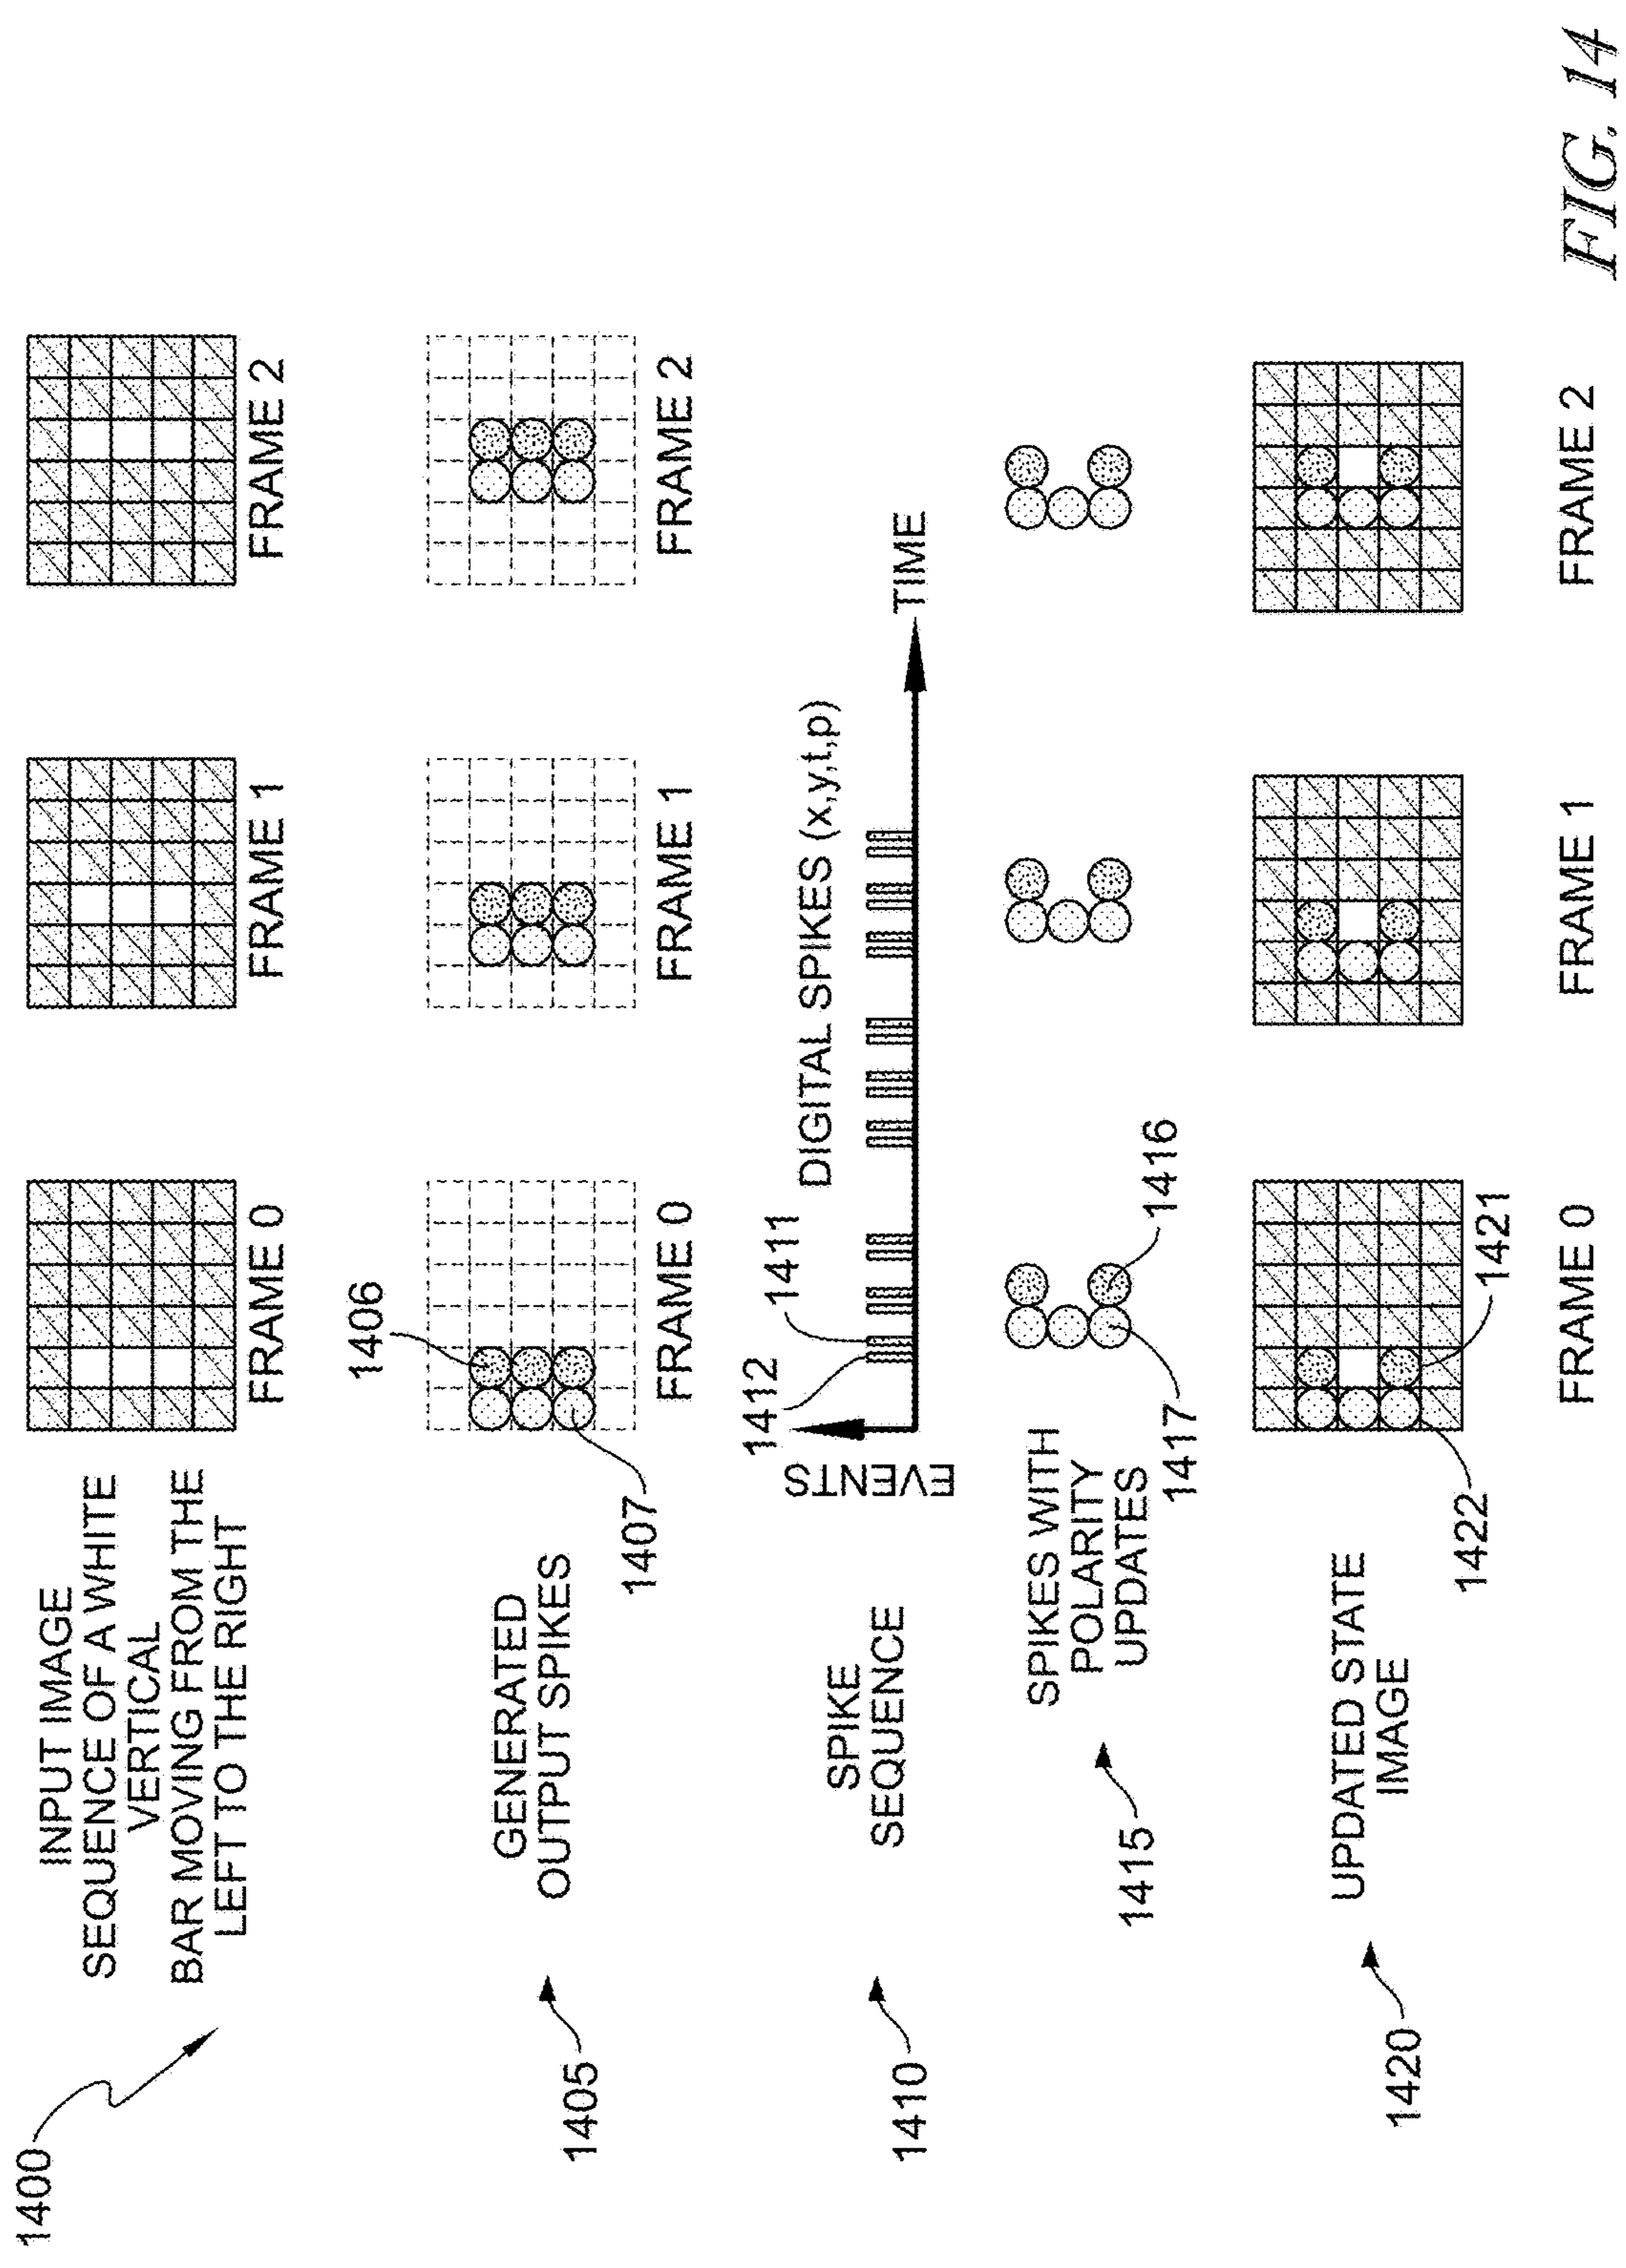 1400
INPUT IMAGE
SEQUENCE OF A WHITE
VERTICAL
BAR MOVING FROM THE
LEFT TO THE RIGHT
FRAME 0
FRAME 1
FRAME 2
1405
GENERATED
OUTPUT SPIKES
1406
1407
FRAME 0
FRAME 1
FRAME 2
1410
SPIKE
SEQUENCE
EVENTS
1412
1411
DIGITAL SPIKES (x,y,t,p)
TIME
1415
SPIKES WITH
POLARITY
UPDATES
1417
1416
1420
UPDATED STATE
IMAGE
1422
1421
FRAME 0
FRAME 1
FRAME 2
FIG. 14